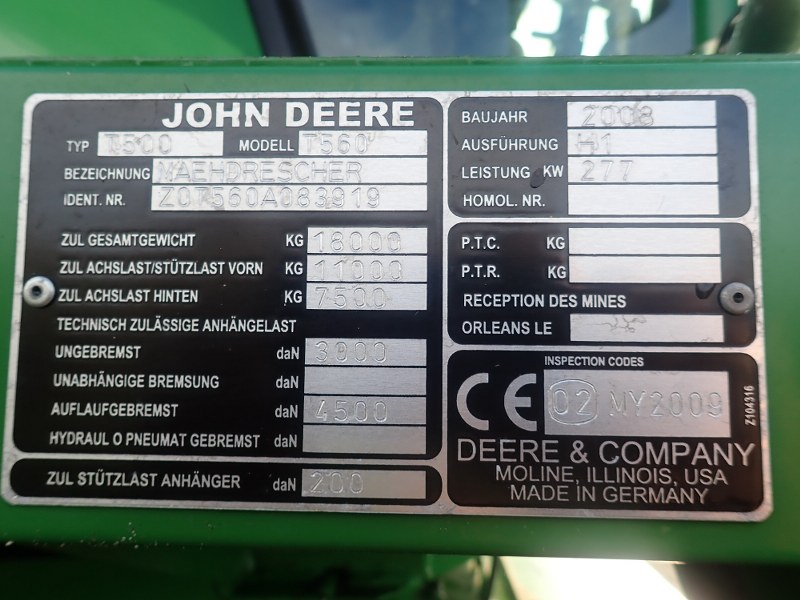 JOHN DEERE
TYP T500 MODELL T560
BEZEICHNUNG MAEHDRESCHER
IDENT. NR. Z0T560A083919
ZUL GESAMTGEWICHT KG 18000
ZUL ACHSLAST/STÜTZLAST VORN KG 11000
ZUL ACHSLAST HINTEN KG 7500
TECHNISCH ZULÄSSIGE ANHÄNGELAST
UNGEBREMST daN 3000
UNABHÄNGIGE BREMSUNG daN
AUFLAUFGEBREMST daN 4500
HYDRAUL O PNEUMAT GEBREMST daN
ZUL STÜTZLAST ANHÄNGER daN 200
BAUJAHR 2008
AUSFÜHRUNG H1
LEISTUNG KW 277
HOMOL. NR.
P.T.C. KG
P.T.R. KG
RECEPTION DES MINES
ORLEANS LE
INSPECTION CODES
CE 02 MY2009
Z104316
DEERE & COMPANY
MOLINE, ILLINOIS, USA
MADE IN GERMANY